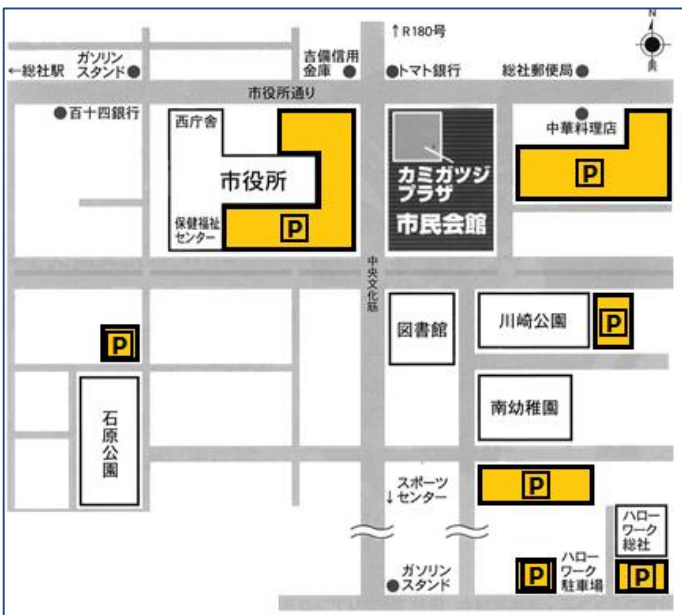 ↑R180号
N
ガソリン
スタンド
←総社駅
吉備信用
金庫
トマト銀行
総社郵便局
市役所通り
百十四銀行
西庁舎
中華料理店
市役所
P
カミガツジ
プラザ
市民会館
P
保健福祉
センター
中央文化筋
図書館
川崎公園
P
P
石原公園
南幼稚園
スポーツ
↓センター
P
ハロー
ワーク
総社
ガソリン
スタンド
P
ハロー
ワーク
駐車場
P